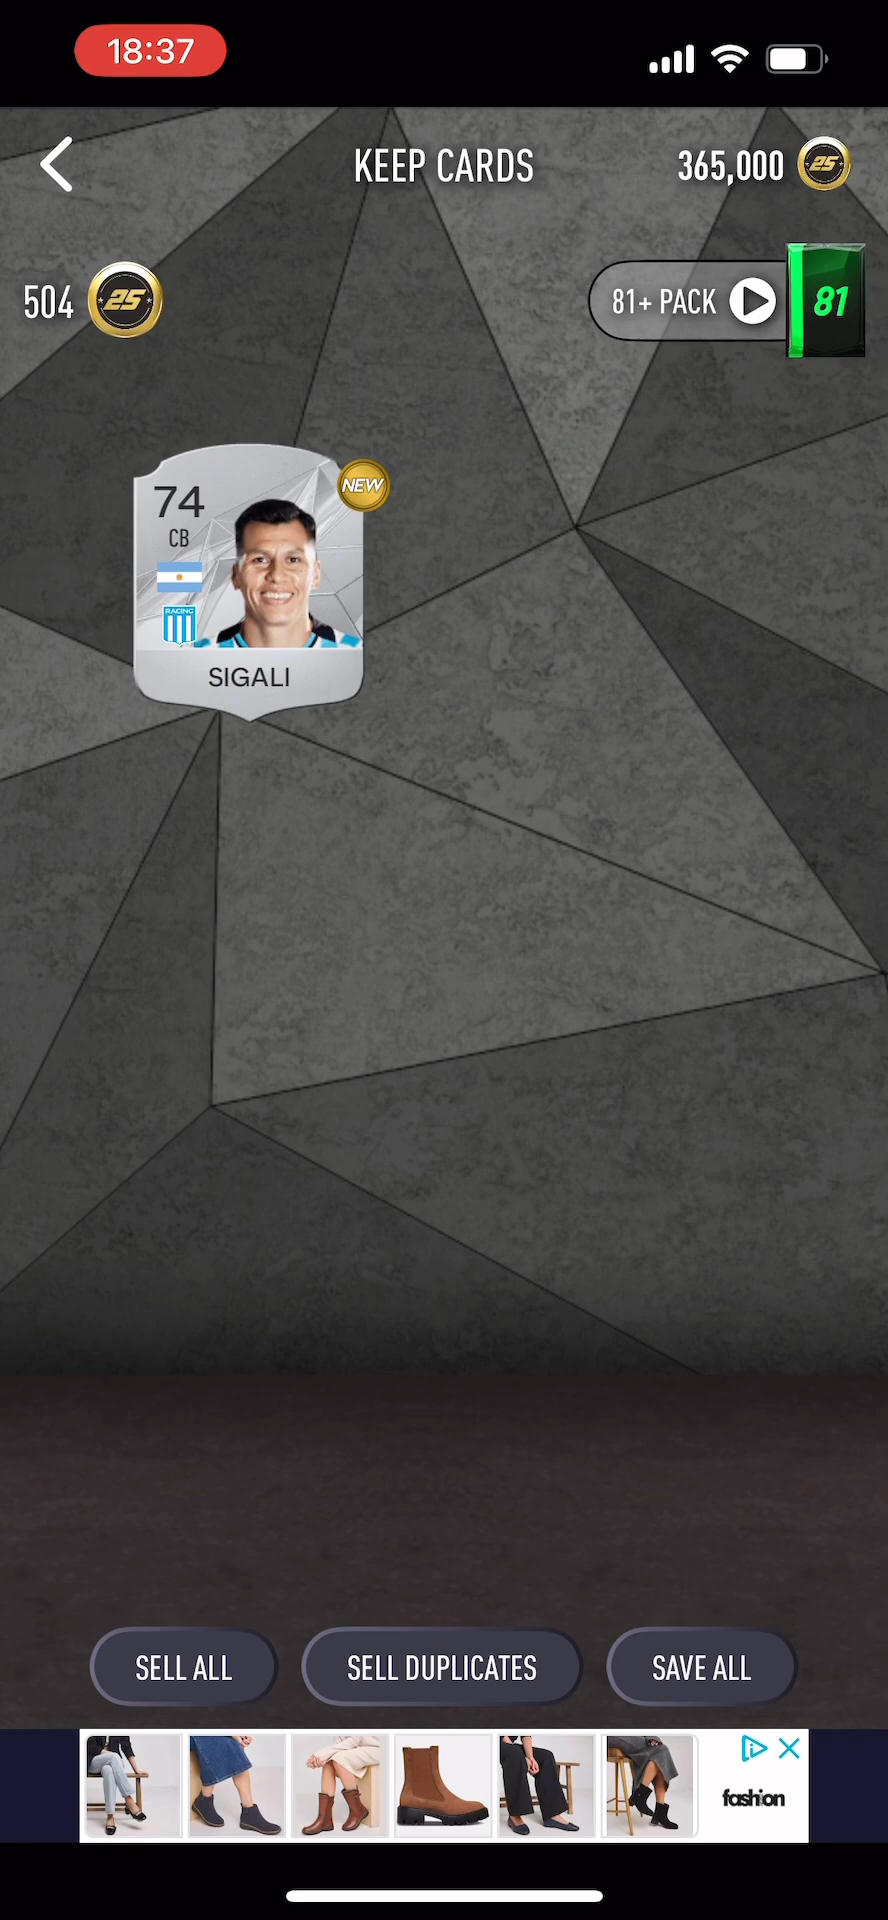 18:37
KEEP CARDS
365,000
25
504
25
81+ PACK
81
NEW
74
CB
RACING
SIGALI
SELL ALL
SELL DUPLICATES
SAVE ALL
fashion